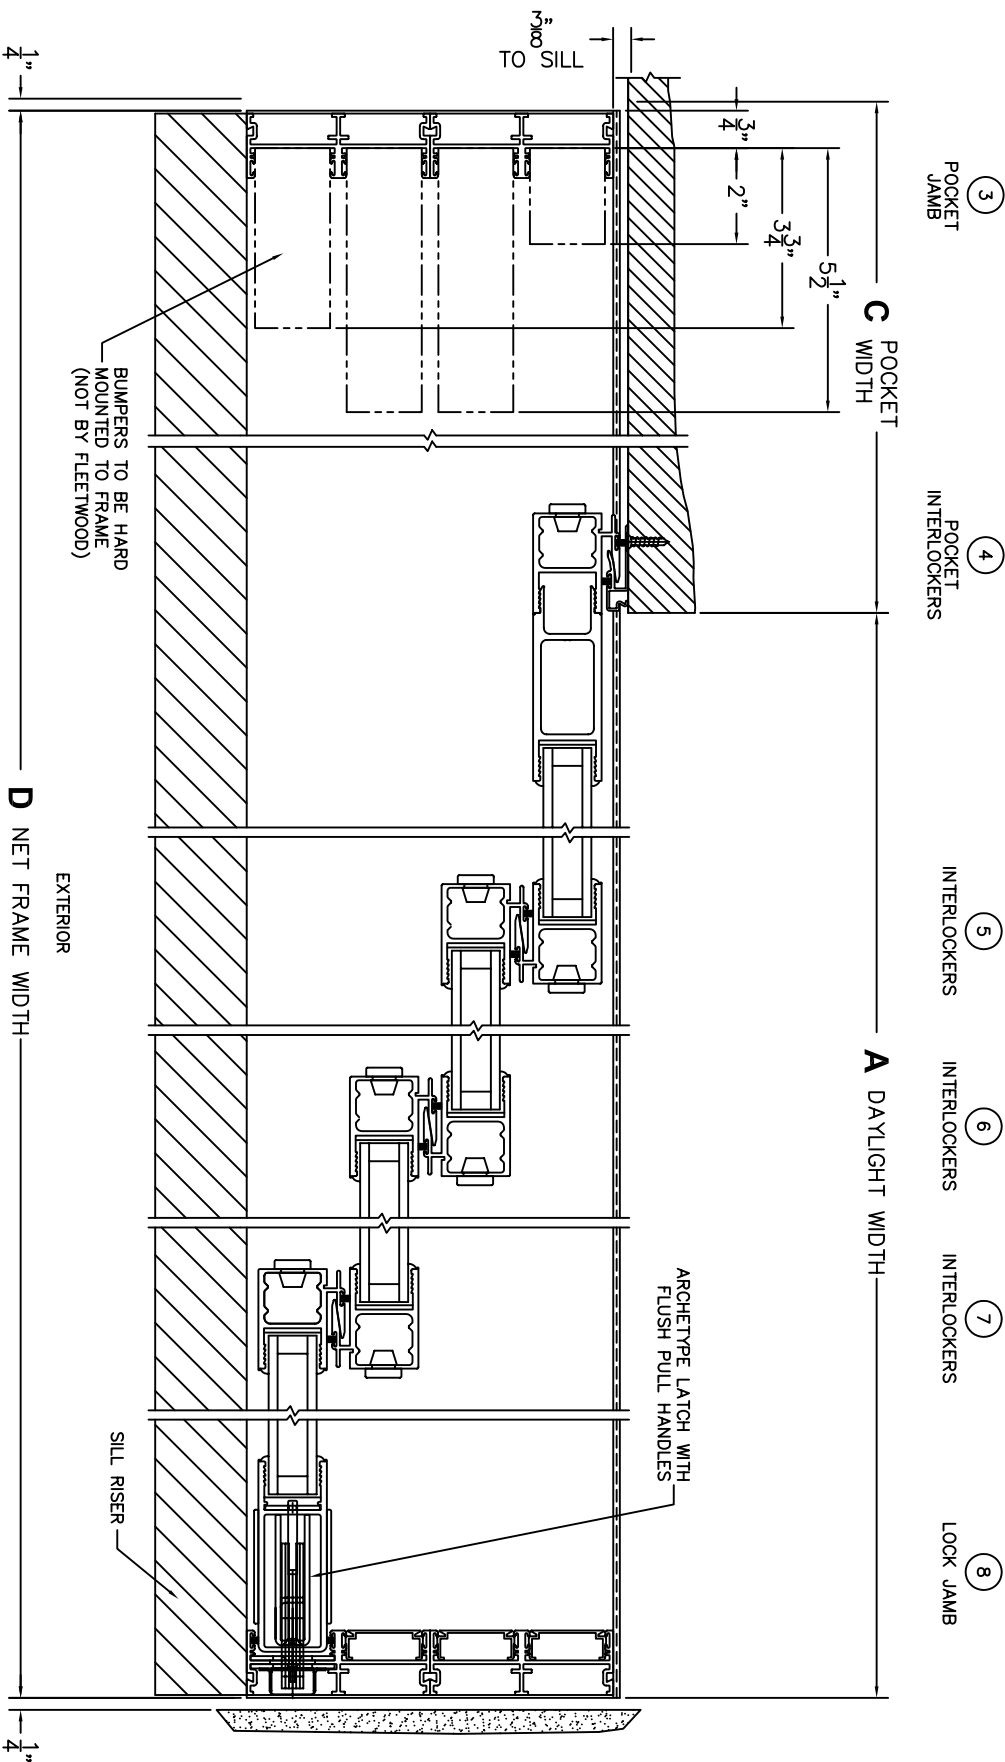 3
POCKET
JAMB
4
POCKET
INTERLOCKERS
5
INTERLOCKERS
6
INTERLOCKERS
7
INTERLOCKERS
8
LOCK JAMB
C POCKET
WIDTH
A DAYLIGHT WIDTH
3/8"
TO SILL
3/4"
2"
3 3/4"
5 1/2"
ARCHETYPE LATCH WITH
FLUSH PULL HANDLES
BUMPERS TO BE HARD
MOUNTED TO FRAME
(NOT BY FLEETWOOD)
SILL RISER
EXTERIOR
1/4"
D NET FRAME WIDTH
1/4"